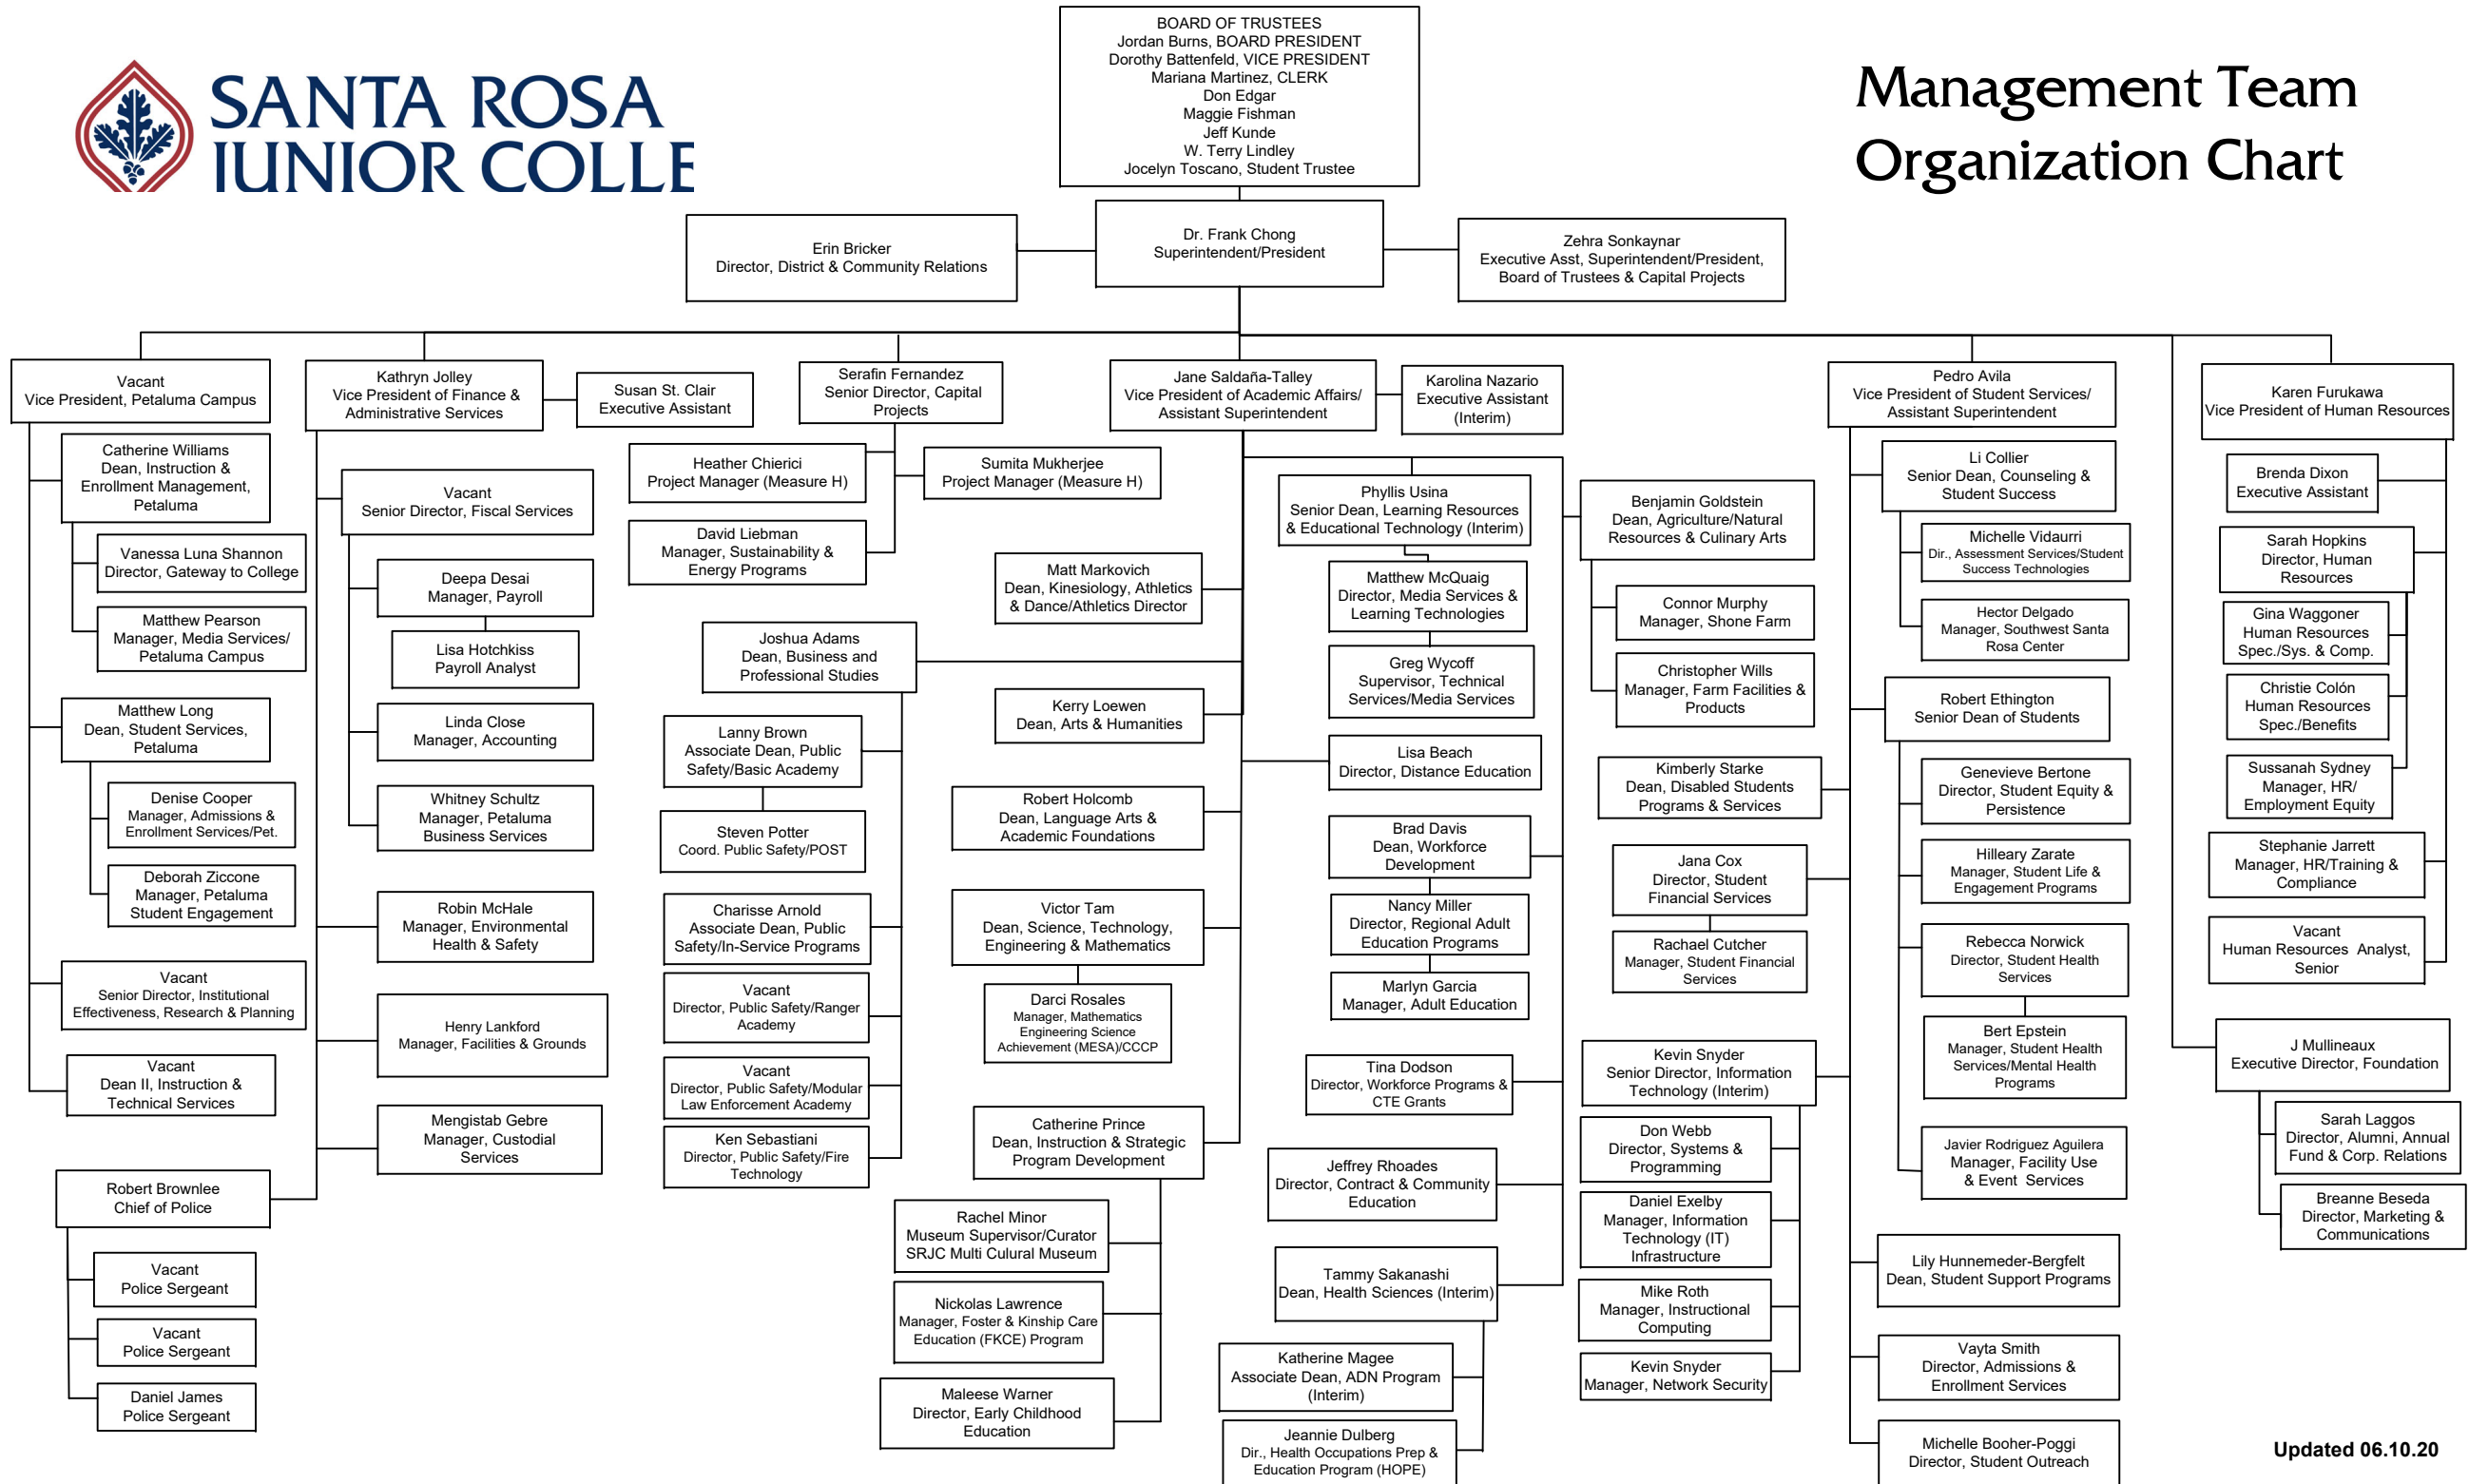 BOARD OF TRUSTEES
Jordan Burns, BOARD PRESIDENT
Dorothy Battenfeld, VICE PRESIDENT
Mariana Martinez, CLERK
Don Edgar
Maggie Fishman
Jeff Kunde
W. Terry Lindley
Jocelyn Toscano, Student Trustee
SANTA ROSA
JUNIOR COLLE
Management Team
Organization Chart
Erin Bricker
Director, District & Community Relations
Dr. Frank Chong
Superintendent/President
Zehra Sonkaynar
Executive Asst, Superintendent/President,
Board of Trustees & Capital Projects
Vacant
Vice President, Petaluma Campus
Catherine Williams
Dean, Instruction &
Enrollment Management,
Petaluma
Vanessa Luna Shannon
Director, Gateway to College
Matthew Pearson
Manager, Media Services/
Petaluma Campus
Matthew Long
Dean, Student Services,
Petaluma
Denise Cooper
Manager, Admissions &
Enrollment Services/Pet.
Deborah Ziccone
Manager, Petaluma
Student Engagement
Vacant
Senior Director, Institutional
Effectiveness, Research & Planning
Vacant
Dean II, Instruction &
Technical Services
Kathryn Jolley
Vice President of Finance &
Administrative Services
Susan St. Clair
Executive Assistant
Vacant
Senior Director, Fiscal Services
Deepa Desai
Manager, Payroll
Lisa Hotchkiss
Payroll Analyst
Linda Close
Manager, Accounting
Whitney Schultz
Manager, Petaluma
Business Services
Robin McHale
Manager, Environmental
Health & Safety
Henry Lankford
Manager, Facilities & Grounds
Mengistab Gebre
Manager, Custodial
Services
Robert Brownlee
Chief of Police
Vacant
Police Sergeant
Vacant
Police Sergeant
Daniel James
Police Sergeant
Serafin Fernandez
Senior Director, Capital
Projects
Heather Chierici
Project Manager (Measure H)
Sumita Mukherjee
Project Manager (Measure H)
David Liebman
Manager, Sustainability &
Energy Programs
Jane Saldaña-Talley
Vice President of Academic Affairs/
Assistant Superintendent
Karolina Nazario
Executive Assistant
(Interim)
Matt Markovich
Dean, Kinesiology, Athletics
& Dance/Athletics Director
Joshua Adams
Dean, Business and
Professional Studies
Lanny Brown
Associate Dean, Public
Safety/Basic Academy
Steven Potter
Coord. Public Safety/POST
Charisse Arnold
Associate Dean, Public
Safety/In-Service Programs
Vacant
Director, Public Safety/Ranger
Academy
Vacant
Director, Public Safety/Modular
Law Enforcement Academy
Ken Sebastiani
Director, Public Safety/Fire
Technology
Kerry Loewen
Dean, Arts & Humanities
Robert Holcomb
Dean, Language Arts &
Academic Foundations
Victor Tam
Dean, Science, Technology,
Engineering & Mathematics
Darci Rosales
Manager, Mathematics
Engineering Science
Achievement (MESA)/CCCP
Catherine Prince
Dean, Instruction & Strategic
Program Development
Rachel Minor
Museum Supervisor/Curator
SRJC Multi Culural Museum
Nickolas Lawrence
Manager, Foster & Kinship Care
Education (FKCE) Program
Maleese Warner
Director, Early Childhood
Education
Phyllis Usina
Senior Dean, Learning Resources
& Educational Technology (Interim)
Matthew McQuaig
Director, Media Services &
Learning Technologies
Greg Wycoff
Supervisor, Technical
Services/Media Services
Lisa Beach
Director, Distance Education
Brad Davis
Dean, Workforce
Development
Nancy Miller
Director, Regional Adult
Education Programs
Marlyn Garcia
Manager, Adult Education
Tina Dodson
Director, Workforce Programs &
CTE Grants
Jeffrey Rhoades
Director, Contract & Community
Education
Tammy Sakanashi
Dean, Health Sciences (Interim)
Katherine Magee
Associate Dean, ADN Program
(Interim)
Jeannie Dulberg
Dir., Health Occupations Prep &
Education Program (HOPE)
Benjamin Goldstein
Dean, Agriculture/Natural
Resources & Culinary Arts
Connor Murphy
Manager, Shone Farm
Christopher Wills
Manager, Farm Facilities &
Products
Pedro Avila
Vice President of Student Services/
Assistant Superintendent
Li Collier
Senior Dean, Counseling &
Student Success
Michelle Vidaurri
Dir., Assessment Services/Student
Success Technologies
Hector Delgado
Manager, Southwest Santa
Rosa Center
Robert Ethington
Senior Dean of Students
Genevieve Bertone
Director, Student Equity &
Persistence
Hilleary Zarate
Manager, Student Life &
Engagement Programs
Rebecca Norwick
Director, Student Health
Services
Bert Epstein
Manager, Student Health
Services/Mental Health
Programs
Javier Rodriguez Aguilera
Manager, Facility Use
& Event Services
Kimberly Starke
Dean, Disabled Students
Programs & Services
Jana Cox
Director, Student
Financial Services
Rachael Cutcher
Manager, Student Financial
Services
Kevin Snyder
Senior Director, Information
Technology (Interim)
Don Webb
Director, Systems &
Programming
Daniel Exelby
Manager, Information
Technology (IT)
Infrastructure
Mike Roth
Manager, Instructional
Computing
Kevin Snyder
Manager, Network Security
Lily Hunnemeder-Bergfelt
Dean, Student Support Programs
Vayta Smith
Director, Admissions &
Enrollment Services
Michelle Booher-Poggi
Director, Student Outreach
Karen Furukawa
Vice President of Human Resources
Brenda Dixon
Executive Assistant
Sarah Hopkins
Director, Human
Resources
Gina Waggoner
Human Resources
Spec./Sys. & Comp.
Christie Colón
Human Resources
Spec./Benefits
Sussanah Sydney
Manager, HR/
Employment Equity
Stephanie Jarrett
Manager, HR/Training &
Compliance
Vacant
Human Resources Analyst,
Senior
J Mullineaux
Executive Director, Foundation
Sarah Laggos
Director, Alumni, Annual
Fund & Corp. Relations
Breanne Beseda
Director, Marketing &
Communications
Updated 06.10.20